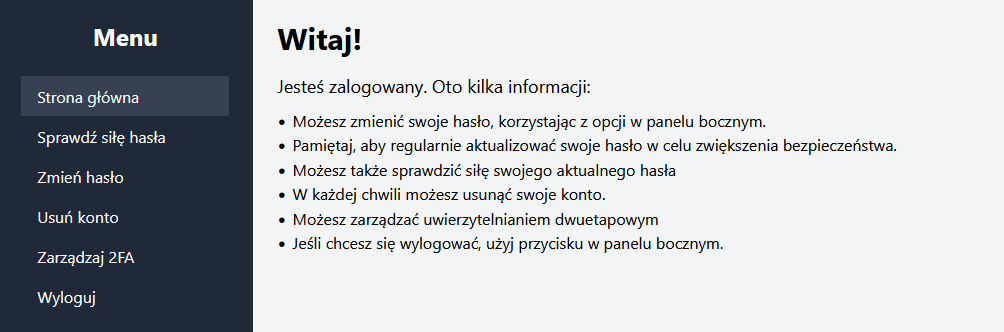 Menu
Strona główna
Sprawdź siłę hasła
Zmień hasło
Usuń konto
Zarządzaj 2FA
Wyloguj
Witaj!
Jesteś zalogowany. Oto kilka informacji:
• Możesz zmienić swoje hasło, korzystając z opcji w panelu bocznym.
• Pamiętaj, aby regularnie aktualizować swoje hasło w celu zwiększenia bezpieczeństwa.
• Możesz także sprawdzić siłę swojego aktualnego hasła
• W każdej chwili możesz usunąć swoje konto.
• Możesz zarządzać uwierzytelnianiem dwuetapowym
• Jeśli chcesz się wylogować, użyj przycisku w panelu bocznym.